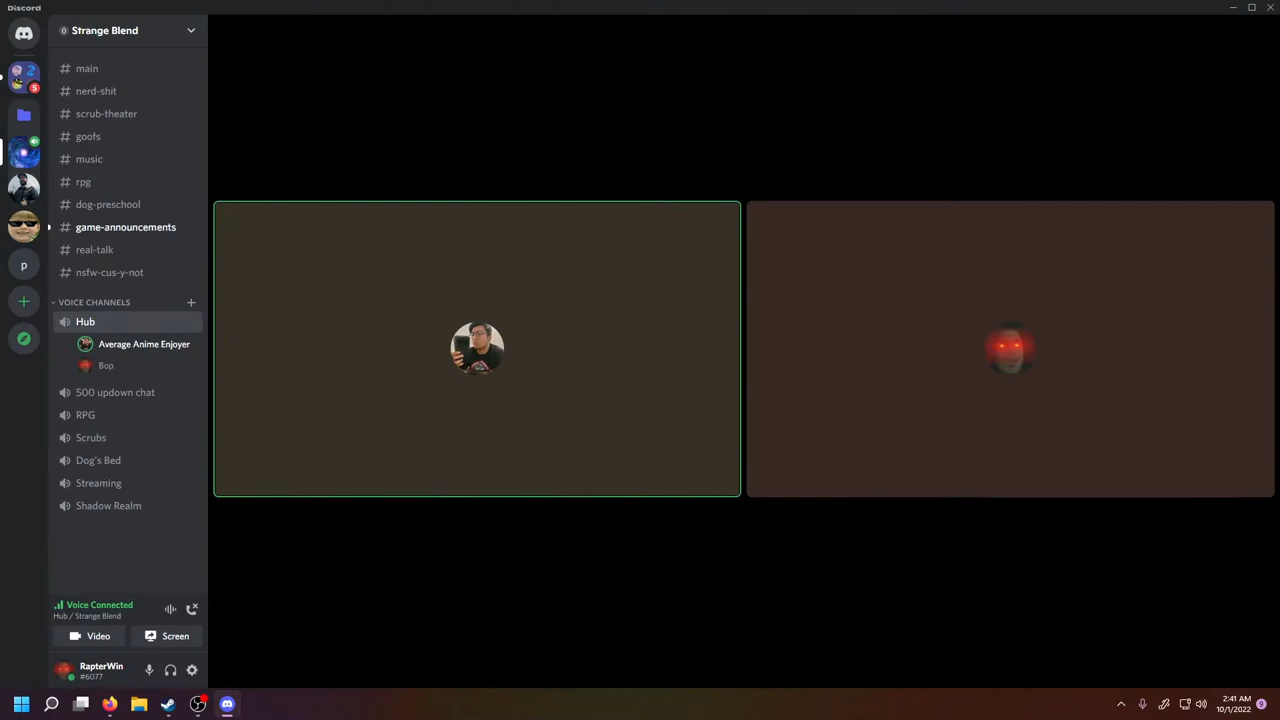 Discord
Strange Blend
main
nerd-shit
scrub-theater
goofs
music
rpg
dog-preschool
game-announcements
real-talk
nsfw-cus-y-not
VOICE CHANNELS
Hub
Average Anime Enjoyer
Bop
500 updown chat
RPG
Scrubs
Dog's Bed
Streaming
Shadow Realm
Voice Connected
Hub / Strange Blend
Video Screen
RapterWin
#6077
5
p
2:41 AM
10/1/2022
9